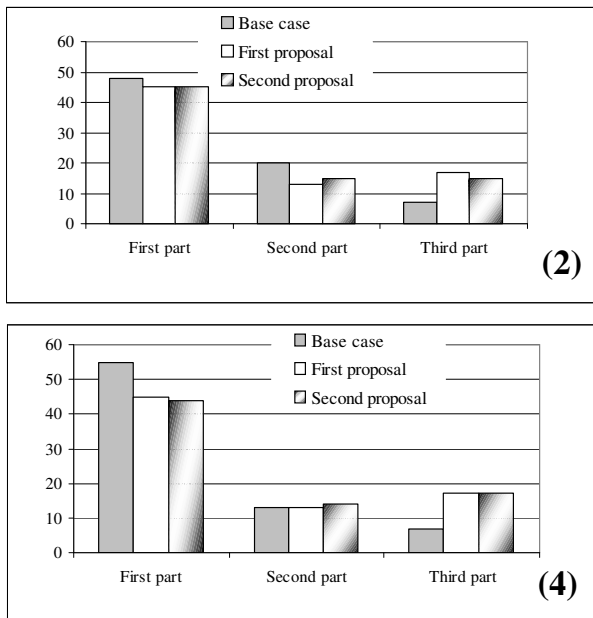 Base case
First proposal
Second proposal
60
50
40
30
20
10
0
First part
Second part
Third part
(2)
Base case
First proposal
Second proposal
60
50
40
30
20
10
0
First part
Second part
Third part
(4)